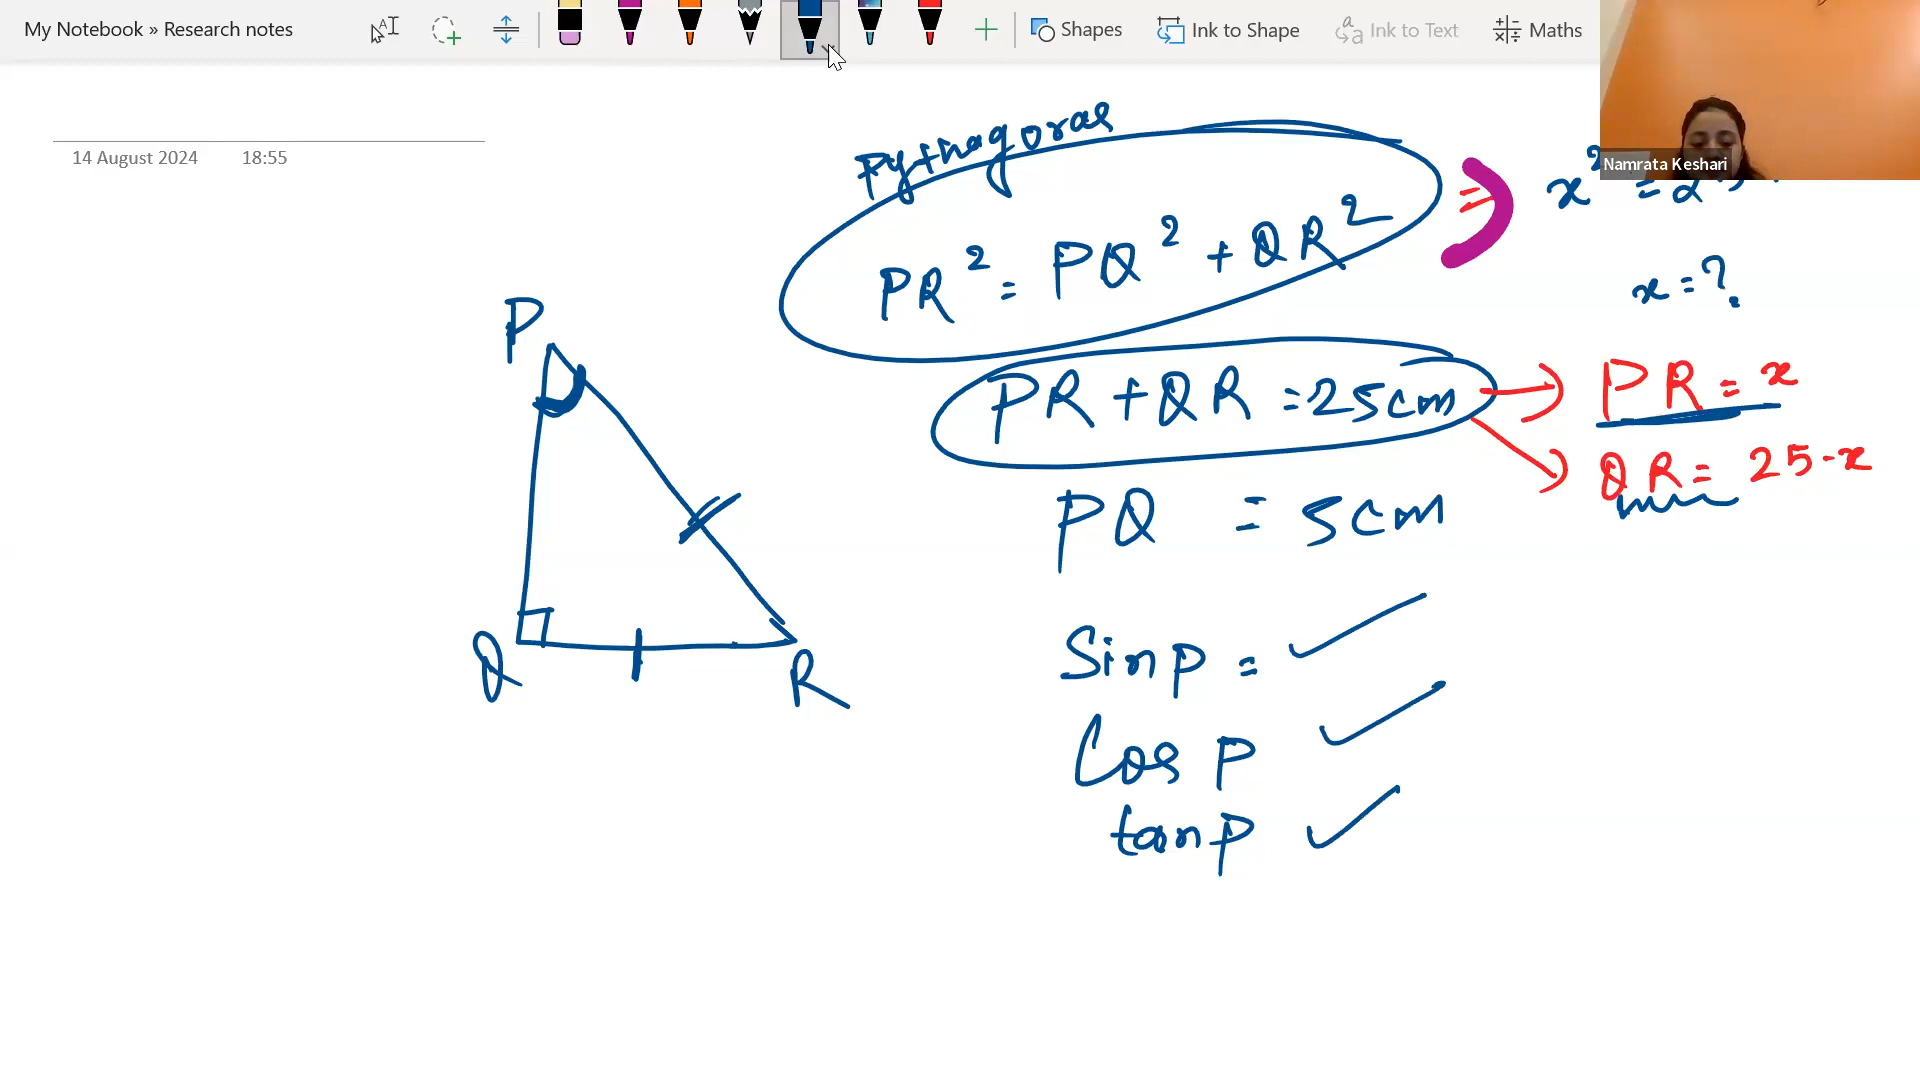 My Notebook » Research notes
Shapes
Ink to Shape
Ink to Text
Maths
Namrata Keshari
14 August 2024 18:55
Pythagoras
PR² = PQ² + QR²
x² =
x = ?
PR + QR = 25cm
PR = x
QR = 25-x
PQ = 5cm
P
Q
R
Sin P =
Cos P
tan P